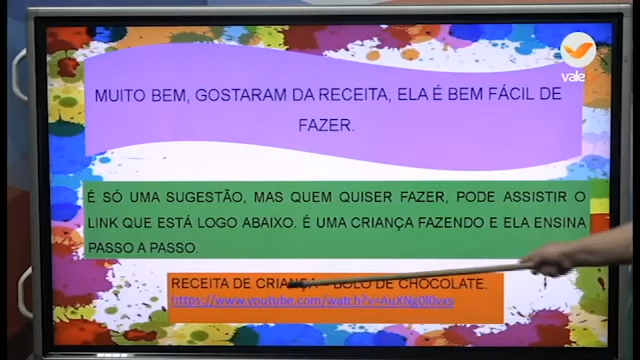 vale
MUITO BEM, GOSTARAM DA RECEITA, ELA É BEM FÁCIL DE
FAZER.
É SÓ UMA SUGESTÃO, MAS QUEM QUISER FAZER, PODE ASSISTIR O
LINK QUE ESTÁ LOGO ABAIXO. É UMA CRIANÇA FAZENDO E ELA ENSINA
PASSO A PASSO.
RECEITA DE CRIANÇA - BOLO DE CHOCOLATE.